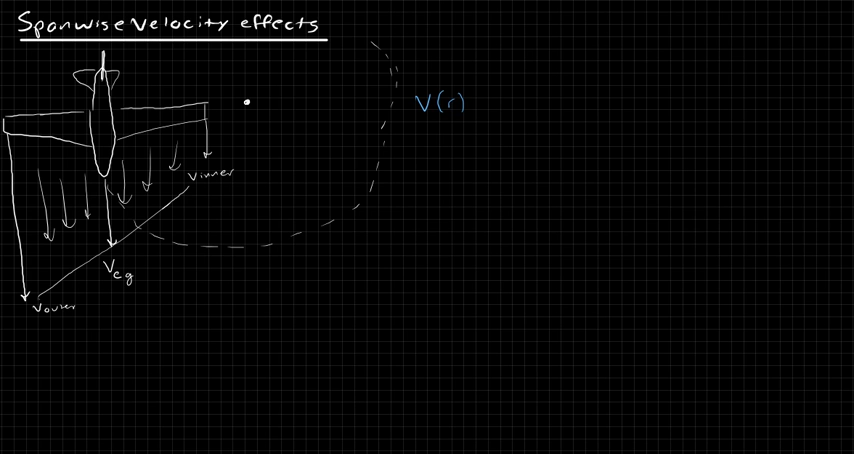 Spanwise velocity effects
V(r)
Vinner
Vcg
Vouter